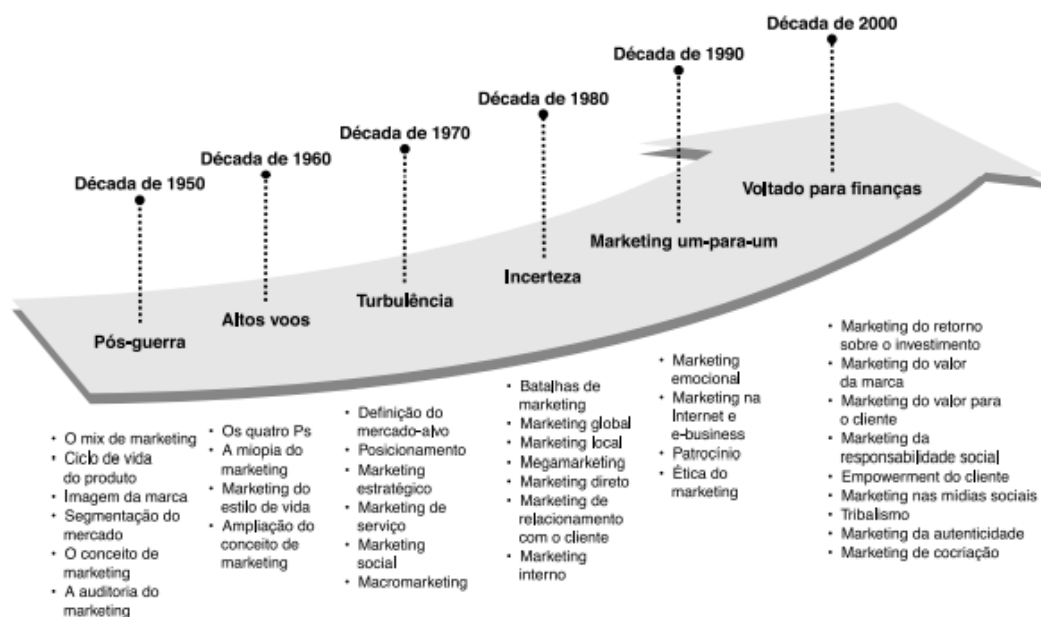 Década de 1950
Pós-guerra
• O mix de marketing
• Ciclo de vida
do produto
• Imagem da marca
• Segmentação do
mercado
• O conceito de
marketing
• A auditoria do
marketing
Década de 1960
Altos voos
• Os quatro Ps
• A miopia do
marketing
• Marketing do
estilo de vida
• Ampliação do
conceito de
marketing
Década de 1970
Turbulência
• Definição do
mercado-alvo
• Posicionamento
• Marketing
estratégico
• Marketing de
serviço
• Marketing
social
• Macromarketing
Década de 1980
Incerteza
• Batalhas de
marketing
• Marketing global
• Marketing local
• Megamarketing
• Marketing direto
• Marketing de
relacionamento
com o cliente
• Marketing
interno
Década de 1990
Marketing um-para-um
• Marketing
emocional
• Marketing na
Internet e
e-business
• Patrocínio
• Ética do
marketing
Década de 2000
Voltado para finanças
• Marketing do retorno
sobre o investimento
• Marketing do valor
da marca
• Marketing do valor para
o cliente
• Marketing da
responsabilidade social
• Empowerment do cliente
• Marketing nas mídias sociais
• Tribalismo
• Marketing da autenticidade
• Marketing de cocriação